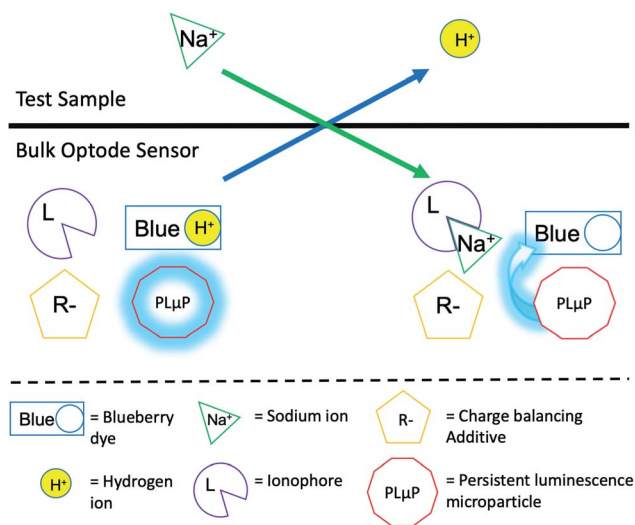 Na+
H+
Test Sample
Bulk Optode Sensor
L
Blue H+
L
Na+
Blue
R-
PLμP
R-
PLμP
Blue = Blueberry dye
Na+ = Sodium ion
R- = Charge balancing Additive
H+ = Hydrogen ion
L = Ionophore
PLμP = Persistent luminescence microparticle